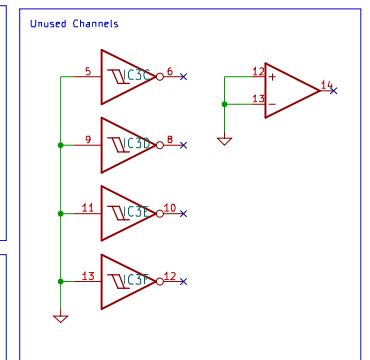 Unused Channels
5 IC3C 6
12 +
13 −
14
9 IC3D 8
11 IC3E 10
13 IC3F 12